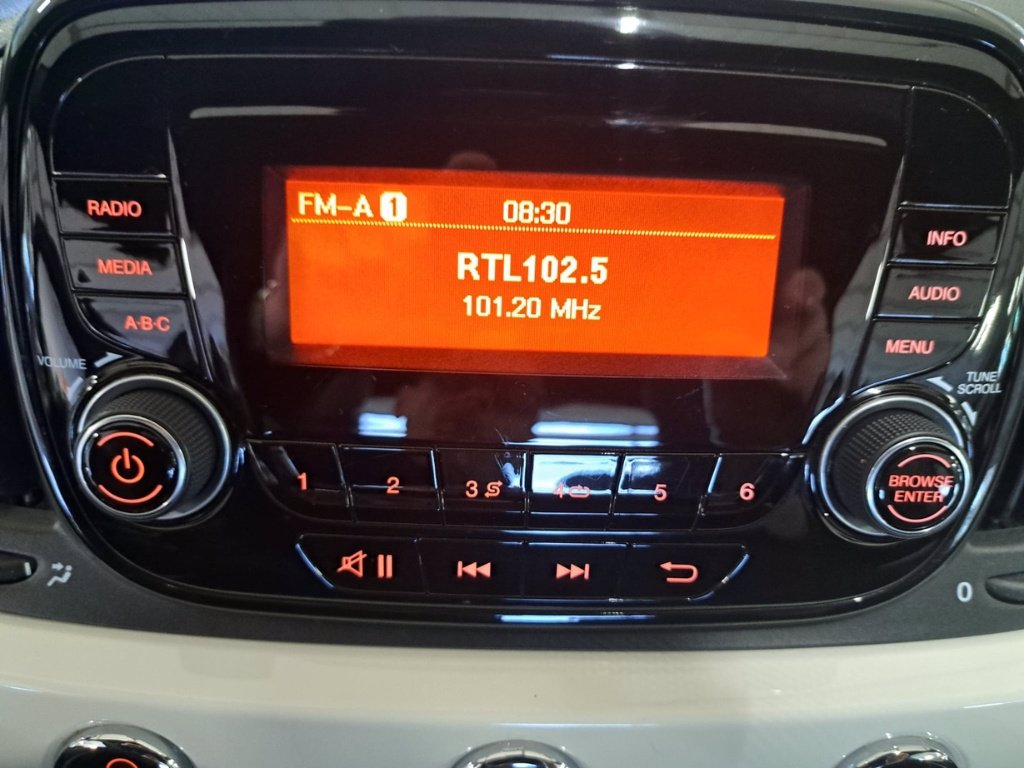 FM-A 1 08:30
RTL102.5
101.20 MHz
RADIO
MEDIA
A·B·C
VOLUME
INFO
AUDIO
MENU
TUNE
SCROLL
BROWSE
ENTER
1 2 3 4 5 6
0